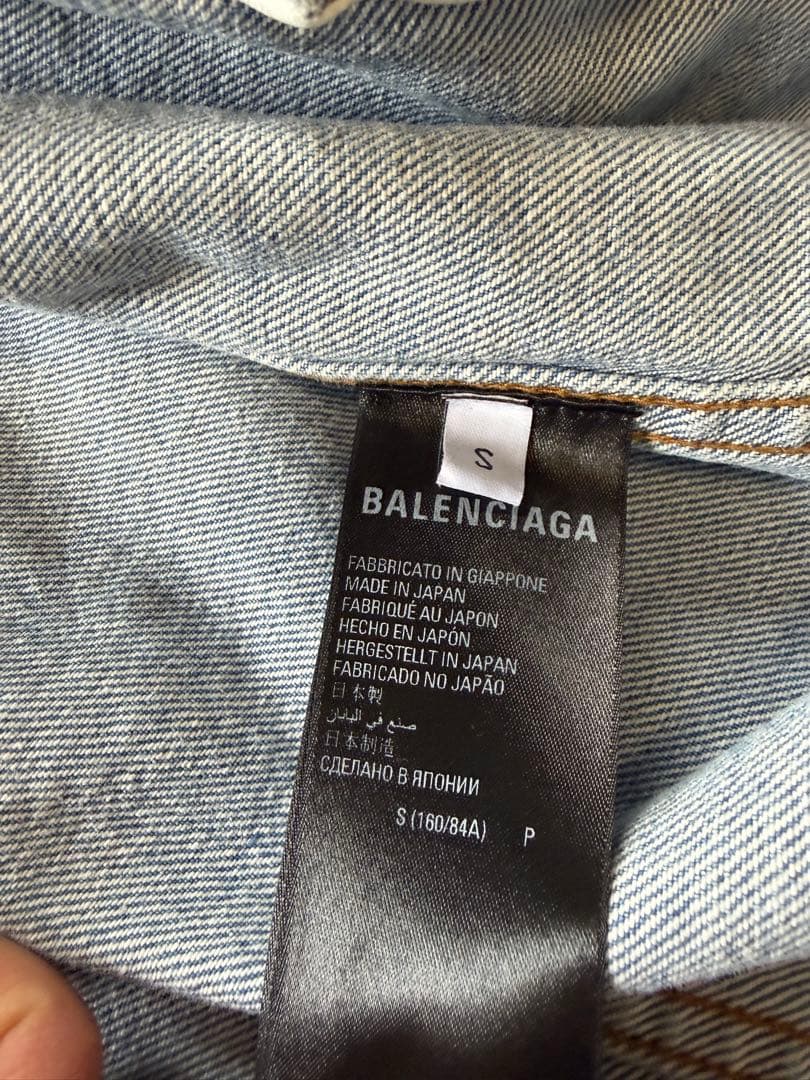 S
BALENCIAGA
FABBRICATO IN GIAPPONE
MADE IN JAPAN
FABRIQUÉ AU JAPON
HECHO EN JAPÓN
HERGESTELLT IN JAPAN
FABRICADO NO JAPÃO
日本製
صنع في اليابان
日本制造
СДЕЛАНО В ЯПОНИИ
S (160/84A) P